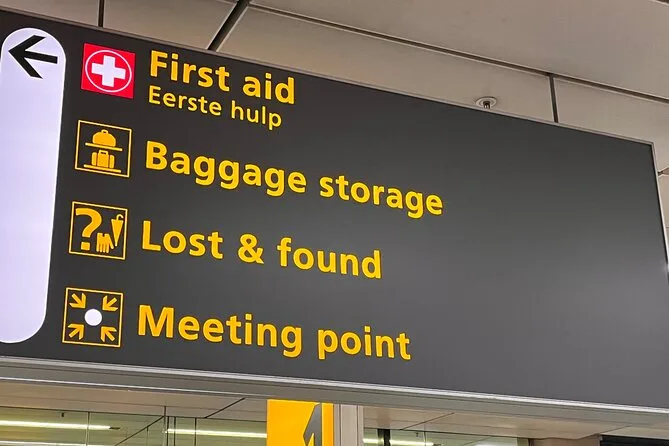 First aid
Eerste hulp
Baggage storage
Lost & found
Meeting point